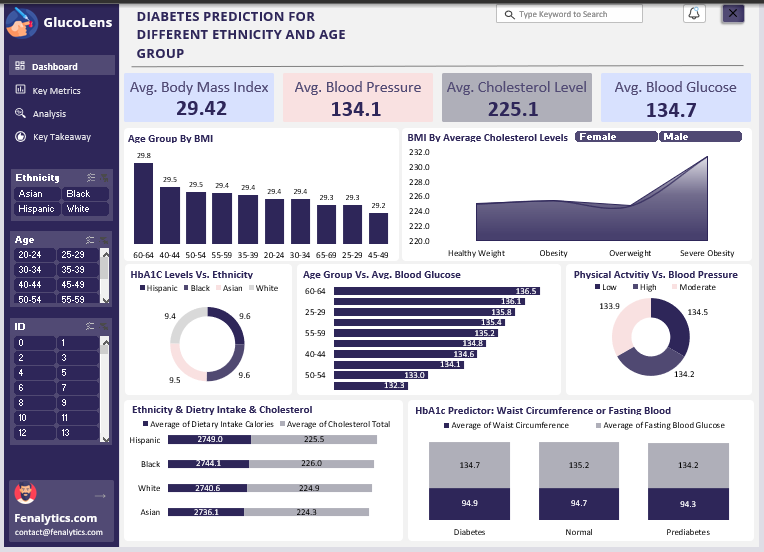 GlucoLens
Dashboard
Key Metrics
Analysis
Key Takeaway
Ethnicity
Asian Black
Hispanic White
Age
20-24 25-29
30-34 35-39
40-44 45-49
50-54 55-59
ID
0 1
2 3
4 5
6 7
8 9
10 11
12 13
Fenalytics.com
contact@fenalytics.com
DIABETES PREDICTION FOR
DIFFERENT ETHNICITY AND AGE
GROUP
Type Keyword to Search
Avg. Body Mass Index
29.42
Avg. Blood Pressure
134.1
Avg. Cholesterol Level
225.1
Avg. Blood Glucose
134.7
Age Group By BMI
29.8 29.5 29.5 29.4 29.4 29.4 29.4 29.3 29.3 29.2
60-64 40-44 50-54 55-59 35-39 20-24 30-34 65-69 25-29 45-49
BMI By Average Cholesterol Levels
Female Male
232.0
230.0
228.0
226.0
224.0
222.0
220.0
Healthy Weight Obesity Overweight Severe Obesity
HbA1C Levels Vs. Ethnicity
Hispanic Black Asian White
9.4 9.6
9.5 9.6
Age Group Vs. Avg. Blood Glucose
60-64 136.5
136.1
25-29 135.8
135.4
55-59 135.2
134.8
40-44 134.6
134.1
50-54 133.0
132.3
Physical Actvitiy Vs. Blood Pressure
Low High Moderate
133.9 134.5
134.2
Ethnicity & Dietry Intake & Cholesterol
Average of Dietary Intake Calories Average of Cholesterol Total
Hispanic 2749.0 225.5
Black 2744.1 226.0
White 2740.6 224.9
Asian 2736.1 224.3
HbA1c Predictor: Waist Circumference or Fasting Blood
Average of Waist Circumference Average of Fasting Blood Glucose
134.7 135.2 134.2
94.9 94.7 94.3
Diabetes Normal Prediabetes